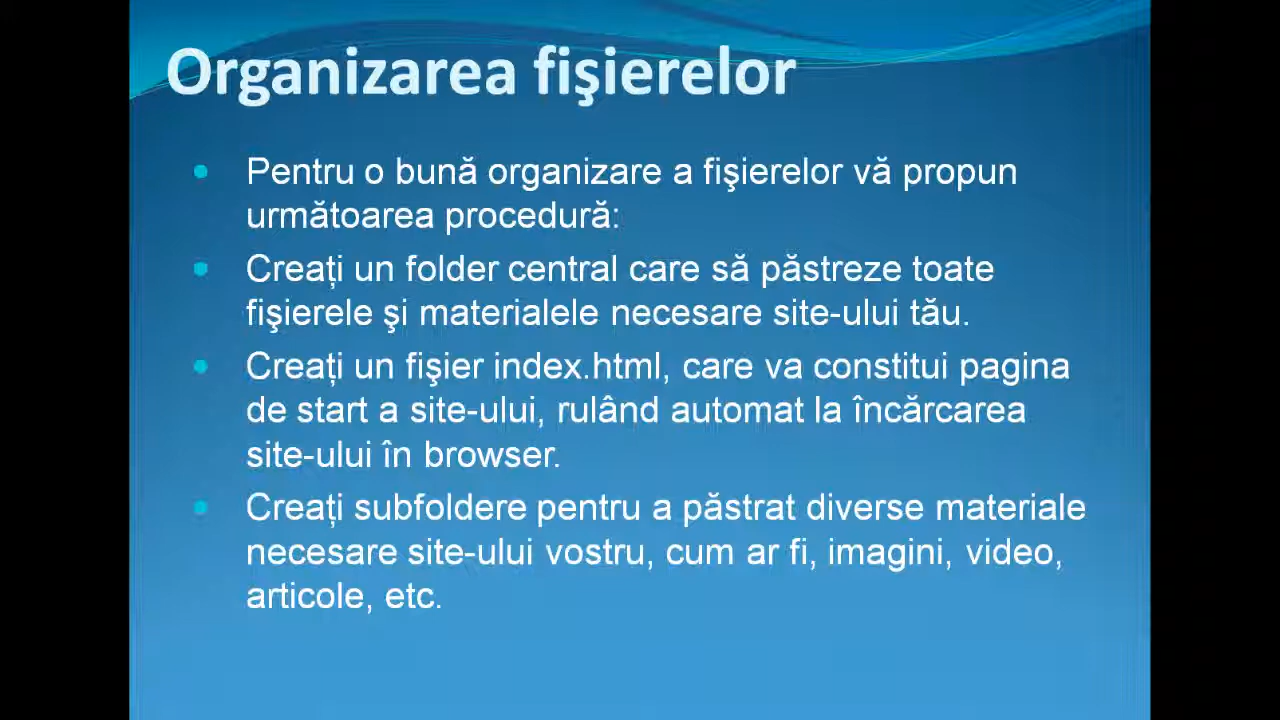 Organizarea fişierelor
Pentru o bună organizare a fişierelor vă propun
următoarea procedură:
Creați un folder central care să păstreze toate
fişierele şi materialele necesare site-ului tău.
Creați un fişier index.html, care va constitui pagina
de start a site-ului, rulând automat la încărcarea
site-ului în browser.
Creați subfoldere pentru a păstrat diverse materiale
necesare site-ului vostru, cum ar fi, imagini, video,
articole, etc.